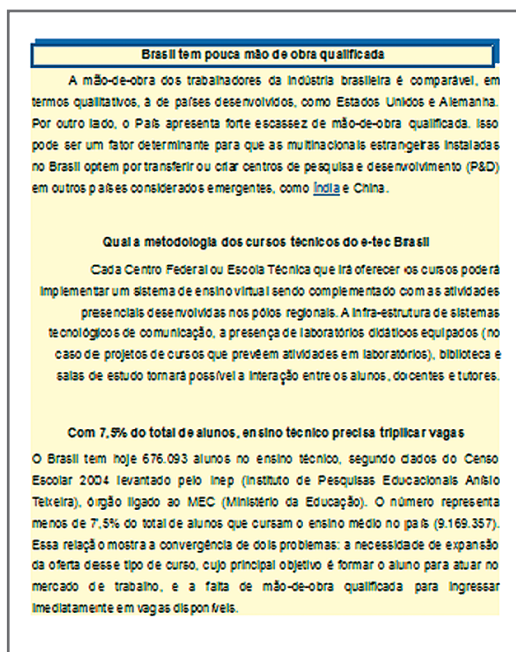 Brasil tem pouca mão de obra qualificada
A mão-de-obra dos trabalhadores da indústria brasileira é comparável, em
termos qualitativos, à de países desenvolvidos, como Estados Unidos e Alemanha.
Por outro lado, o País apresenta forte escassez de mão-de-obra qualificada. Isso
pode ser um fator determinante para que as multinacionais estrangeiras instaladas
no Brasil optem por transferir ou criar centros de pesquisa e desenvolvimento (P&D)
em outros países considerados emergentes, como Índia e China.
Qual a metodologia dos cursos técnicos do e-tec Brasil
Cada Centro Federal ou Escola Técnica que irá oferecer os cursos poderá
implementar um sistema de ensino virtual sendo complementado com as atividades
presenciais desenvolvidas nos pólos regionais. A infra-estrutura de sistemas
tecnológicos de comunicação, a presença de laboratórios didáticos equipados (no
caso de projetos de cursos que prevêem atividades em laboratórios), biblioteca e
salas de estudo tornará possível a interação entre os alunos, docentes e tutores.
Com 7,5% do total de alunos, ensino técnico precisa triplicar vagas
O Brasil tem hoje 676.093 alunos no ensino técnico, segundo dados do Censo
Escolar 2004 levantado pelo Inep (Instituto de Pesquisas Educacionais Anísio
Teixeira), órgão ligado ao MEC (Ministério da Educação). O número representa
menos de 7,5% do total de alunos que cursam o ensino médio no país (9.169.357).
Essa relação mostra a convergência de dois problemas: a necessidade de expansão
da oferta desse tipo de curso, cujo principal objetivo é formar o aluno para atuar no
mercado de trabalho, e a falta de mão-de-obra qualificada para ingressar
imediatamente em vagas disponíveis.